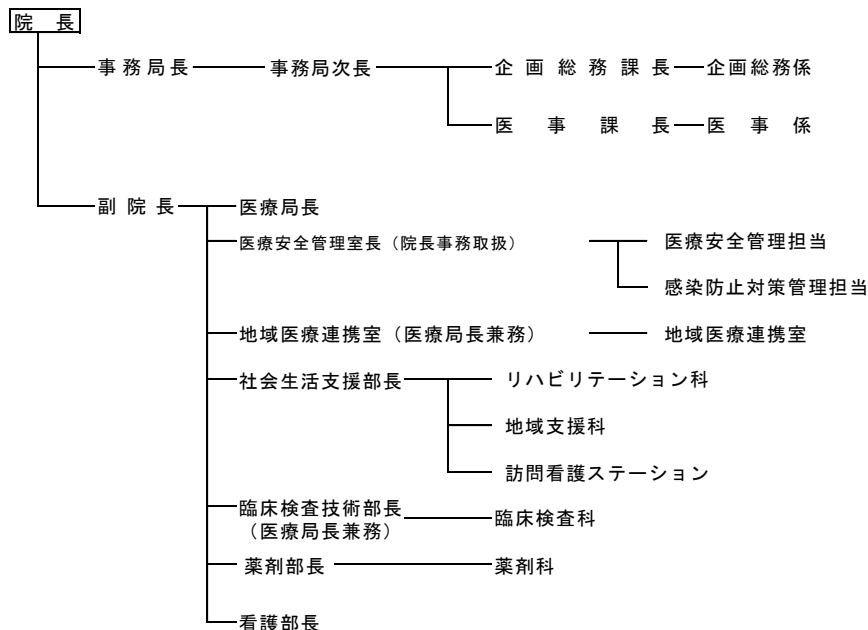 院長
事務局長 事務局次長 企画総務課長 企画総務係
医事課長 医事係
副院長 医療局長
医療安全管理室長（院長事務取扱） 医療安全管理担当
感染防止対策管理担当
地域医療連携室（医療局長兼務） 地域医療連携室
社会生活支援部長 リハビリテーション科
地域支援科
訪問看護ステーション
臨床検査技術部長 臨床検査科
（医療局長兼務）
薬剤部長 薬剤科
看護部長